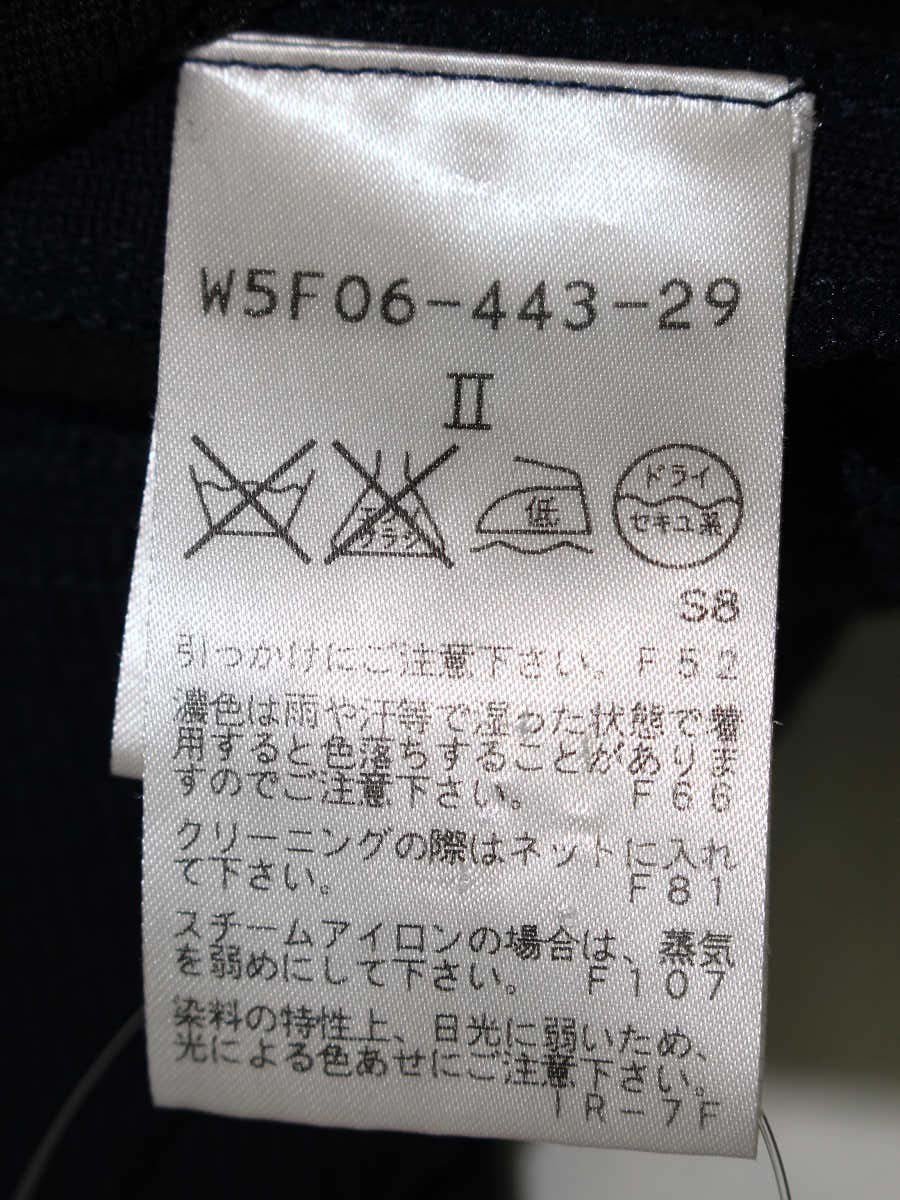 W5F06-443-29
II
エンソ サラシ 低 ドライ セキユ系
S8
引っかけにご注意下さい。F52
濃色は雨や汗等で湿った状態で着
用すると色落ちすることがありま
すのでご注意下さい。 F66
クリーニングの際はネットに入れ
て下さい。 F81
スチームアイロンの場合は、蒸気
を弱めにして下さい。 F107
染料の特性上、日光に弱いため、
光による色あせにご注意下さい。
IR-7F